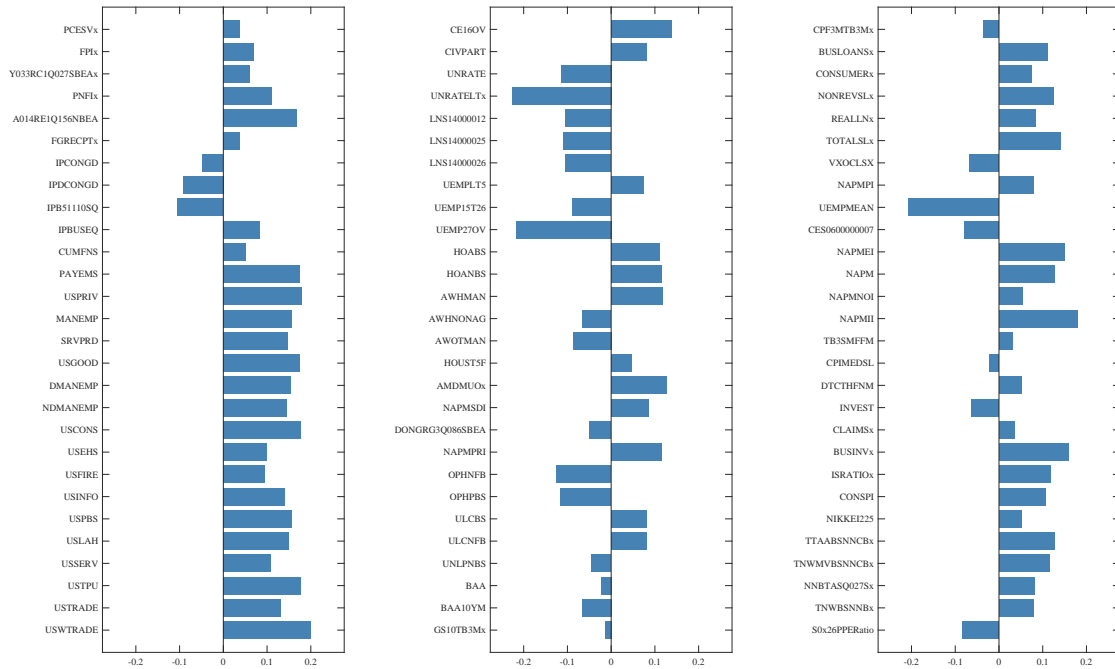 PCESVx
FPIx
Y033RC1Q027SBEAx
PNFIx
A014RE1Q156NBEA
FGRECPTx
IPCONGD
IPDCONGD
IPB51110SQ
IPBUSEQ
CUMFNS
PAYEMS
USPRIV
MANEMP
SRVPRD
USGOOD
DMANEMP
NDMANEMP
USCONS
USEHS
USFIRE
USINFO
USPBS
USLAH
USSERV
USTPU
USTRADE
USWTRADE
-0.2 -0.1 0 0.1 0.2
CE16OV
CIVPART
UNRATE
UNRATELTx
LNS14000012
LNS14000025
LNS14000026
UEMPLT5
UEMP15T26
UEMP27OV
HOABS
HOANBS
AWHMAN
AWHNONAG
AWOTMAN
HOUST5F
AMDMUOx
NAPMSDI
DONGRG3Q086SBEA
NAPMPRI
OPHNFB
OPHPBS
ULCBS
ULCNFB
UNLPNBS
BAA
BAA10YM
GS10TB3Mx
-0.2 -0.1 0 0.1 0.2
CPF3MTB3Mx
BUSLOANSx
CONSUMERx
NONREVSLx
REALLNx
TOTALSLx
VXOCLSX
NAPMPI
UEMPMEAN
CES0600000007
NAPMEI
NAPM
NAPMNOI
NAPMII
TB3SMFFM
CPIMEDSL
DTCTHFNM
INVEST
CLAIMSx
BUSINVx
ISRATIOx
CONSPI
NIKKEI225
TTAABSNNCBx
TNWMVBSNNCBx
NNBTASQ027Sx
TNWBSNNBx
S0x26PPERatio
-0.2 -0.1 0 0.1 0.2